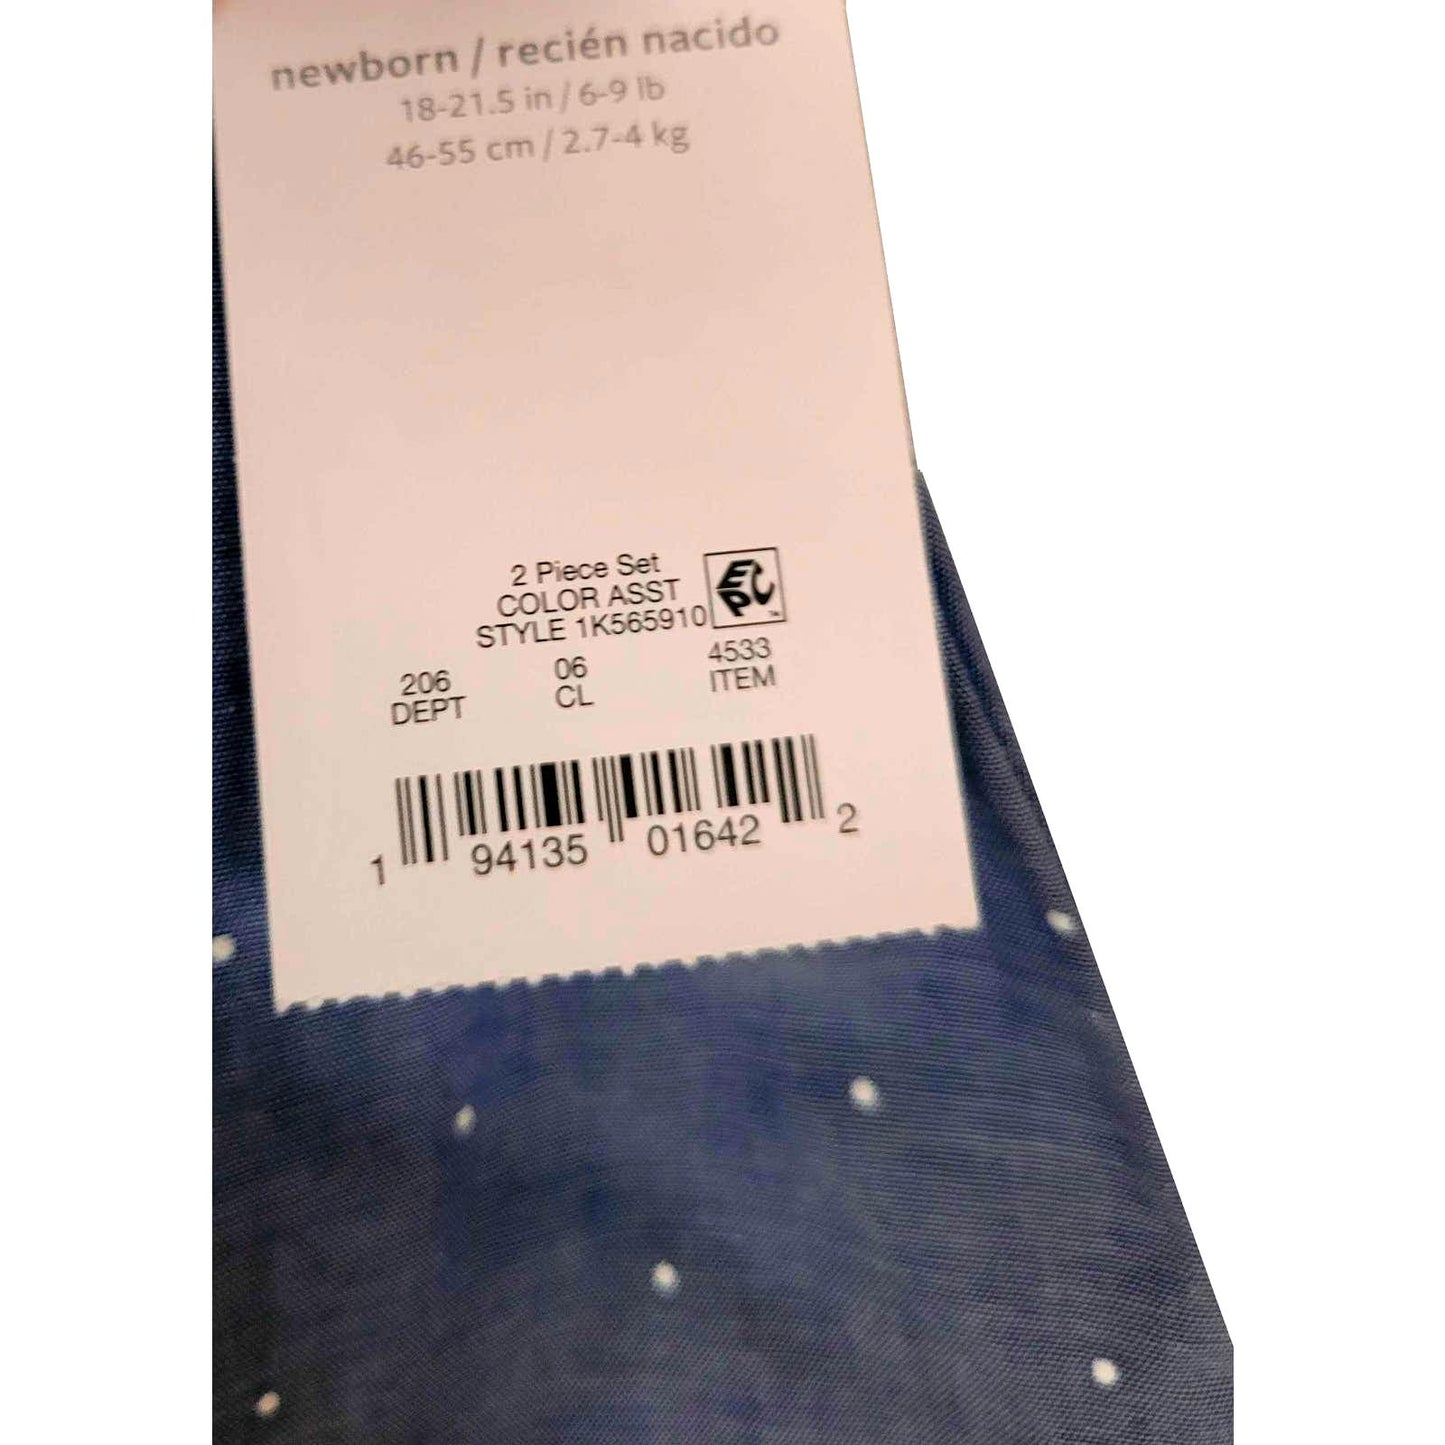 newborn / recién nacido
18-21.5 in / 6-9 lb
46-55 cm / 2.7-4 kg
2 Piece Set
COLOR ASST
STYLE 1K565910
EPC™
206 06 4533
DEPT CL ITEM
1 94135 01642 2